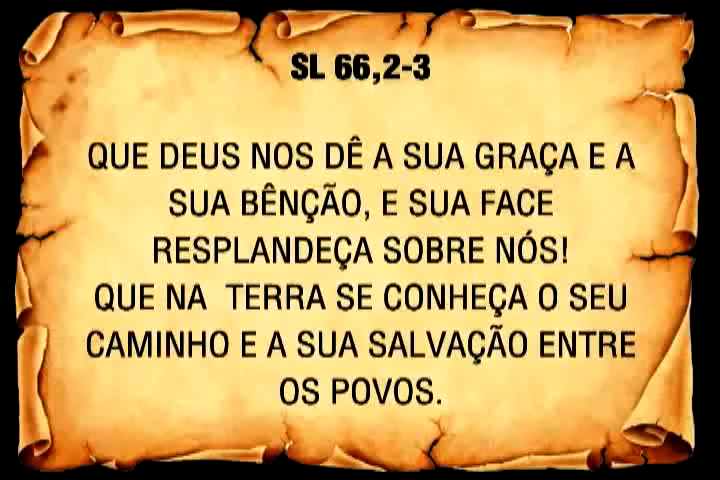 SL 66,2-3
QUE DEUS NOS DÊ A SUA GRAÇA E A
SUA BÊNÇÃO, E SUA FACE
RESPLANDEÇA SOBRE NÓS!
QUE NA  TERRA SE CONHEÇA O SEU
CAMINHO E A SUA SALVAÇÃO ENTRE
OS POVOS.